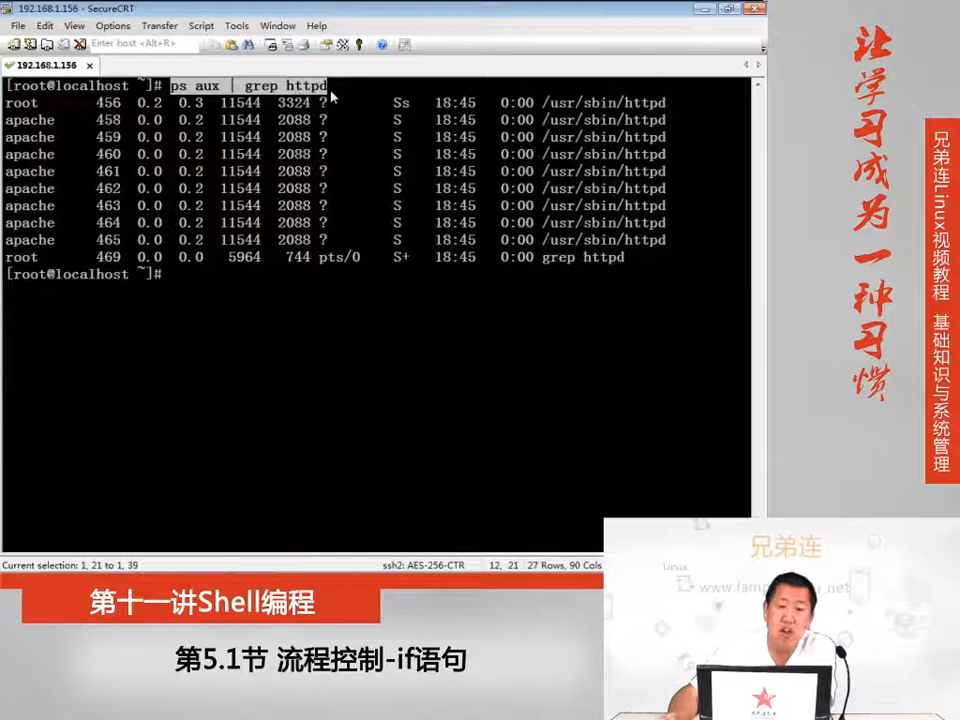 192.168.1.156 - SecureCRT
File Edit View Options Transfer Script Tools Window Help
Enter host <Alt+R>
192.168.1.156
[root@localhost ~]# ps aux | grep httpd
root 456 0.2 0.3 11544 3324 ? Ss 18:45 0:00 /usr/sbin/httpd
apache 458 0.0 0.2 11544 2088 ? S 18:45 0:00 /usr/sbin/httpd
apache 459 0.0 0.2 11544 2088 ? S 18:45 0:00 /usr/sbin/httpd
apache 460 0.0 0.2 11544 2088 ? S 18:45 0:00 /usr/sbin/httpd
apache 461 0.0 0.2 11544 2088 ? S 18:45 0:00 /usr/sbin/httpd
apache 462 0.0 0.2 11544 2088 ? S 18:45 0:00 /usr/sbin/httpd
apache 463 0.0 0.2 11544 2088 ? S 18:45 0:00 /usr/sbin/httpd
apache 464 0.0 0.2 11544 2088 ? S 18:45 0:00 /usr/sbin/httpd
apache 465 0.0 0.2 11544 2088 ? S 18:45 0:00 /usr/sbin/httpd
root 469 0.0 0.0 5964 744 pts/0 S+ 18:45 0:00 grep httpd
[root@localhost ~]#
Current selection: 1, 21 to 1, 39 ssh2: AES-256-CTR 12, 21 27 Rows, 90 Cols
让学习成为一种习惯
兄弟连Linux视频教程 基础知识与系统管理
兄弟连
Linux
www.lamp
.net
第十一讲Shell编程
第5.1节 流程控制-if语句